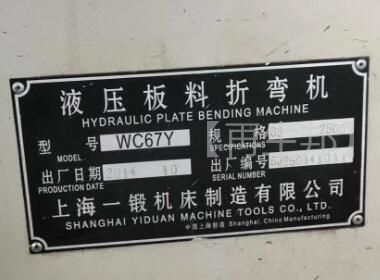 液压板料折弯机
HYDRAULIC PLATE BENDING MACHINE
型 号 WC67Y 规 格 63 2500
MODEL SPECIFICATIONS
出厂日期 2014 10 出厂编号
PRODUCTION DATE SERIAL NUMBER
上海一锻机床制造有限公司
SHANGHAI YIDUAN MACHINE TOOLS CO., LTD.
中国上海制造 Shanghai, China Manufacturing